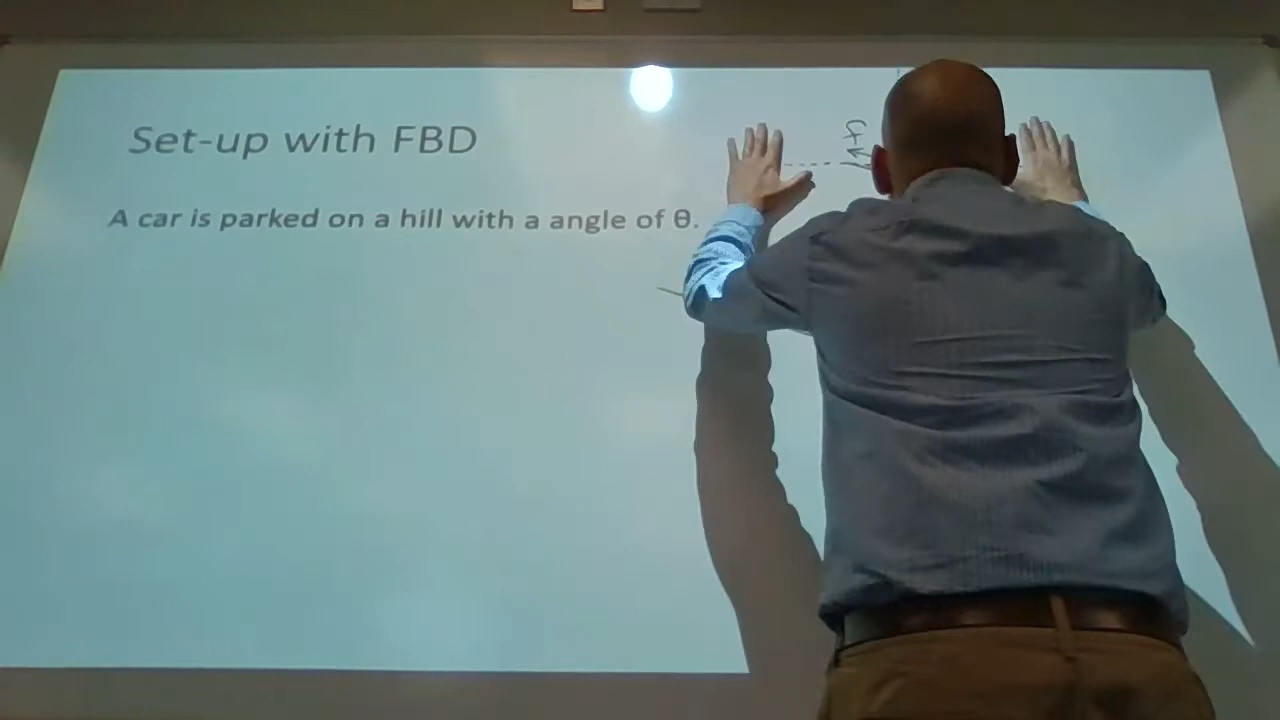 Set-up with FBD
A car is parked on a hill with a angle of θ.